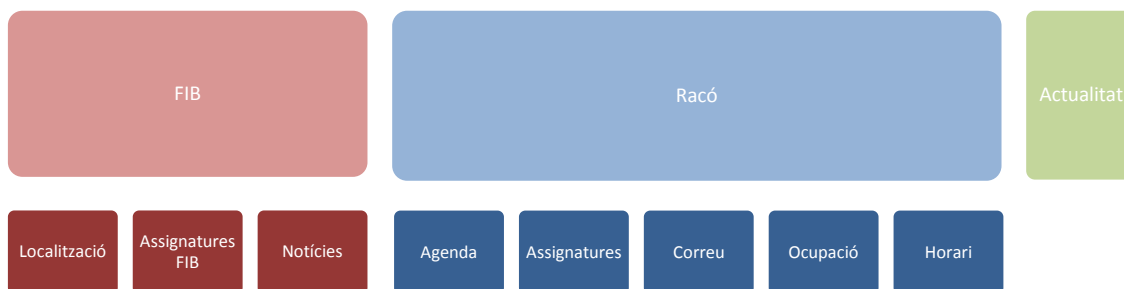 FIB
Racó
Actualitat
Localització
Assignatures
FIB
Notícies
Agenda
Assignatures
Correu
Ocupació
Horari